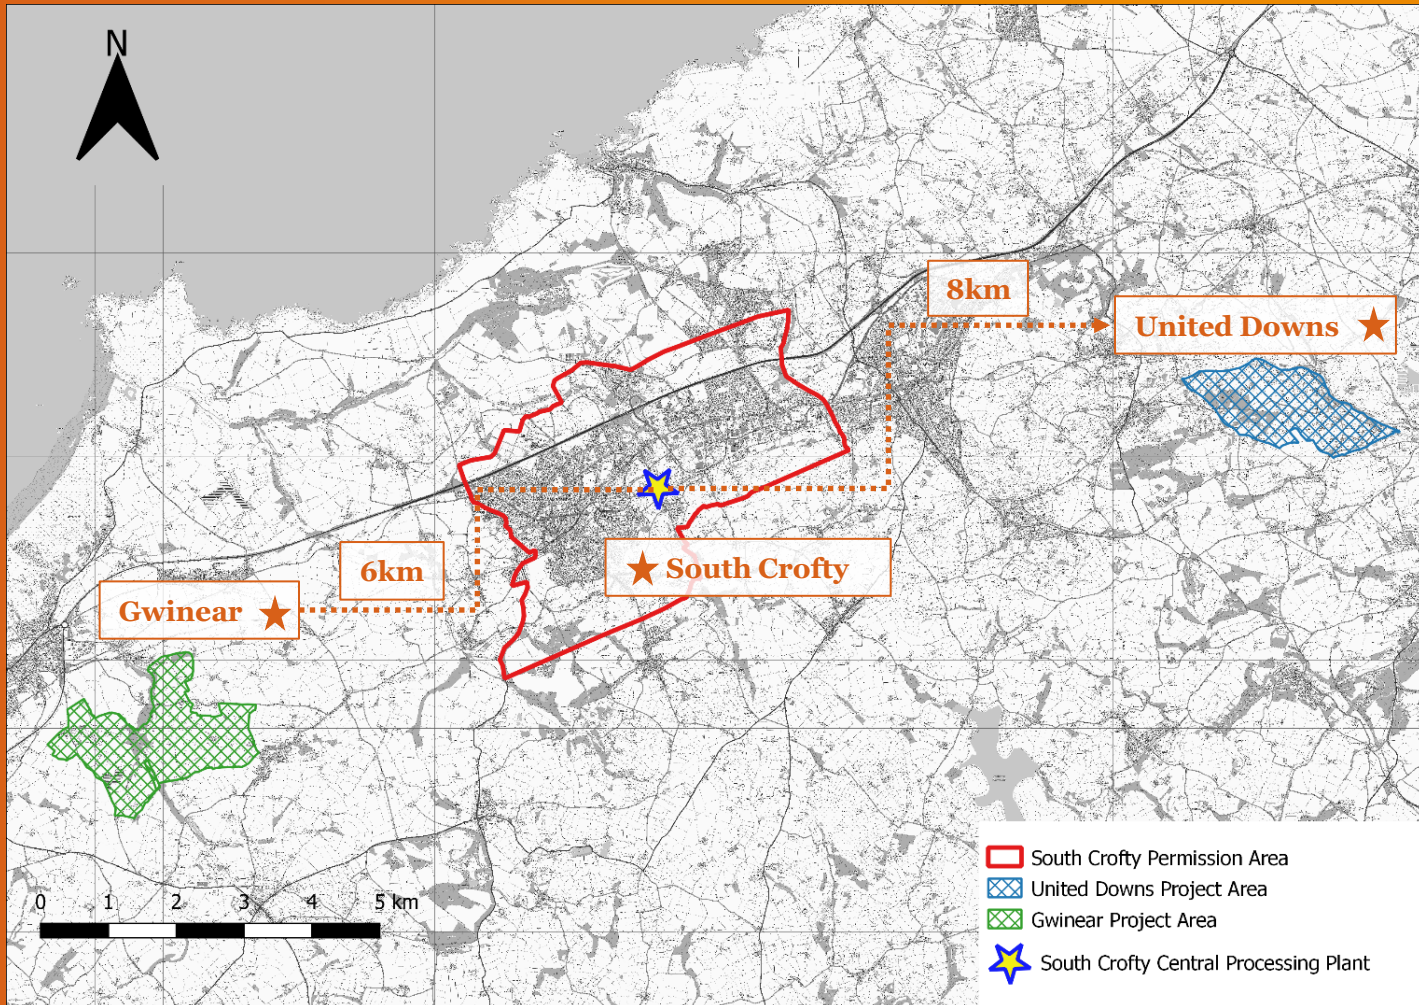 N
8km
United Downs
6km
South Crofty
Gwinear
South Crofty Permission Area
United Downs Project Area
Gwinear Project Area
South Crofty Central Processing Plant
0 1 2 3 4 5 km